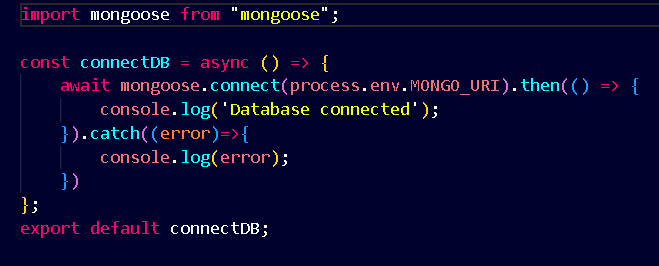 import mongoose from "mongoose";
const connectDB = async () => {
await mongoose.connect(process.env.MONGO_URI).then(() => {
console.log('Database connected');
}).catch((error)=>{
console.log(error);
})
};
export default connectDB;